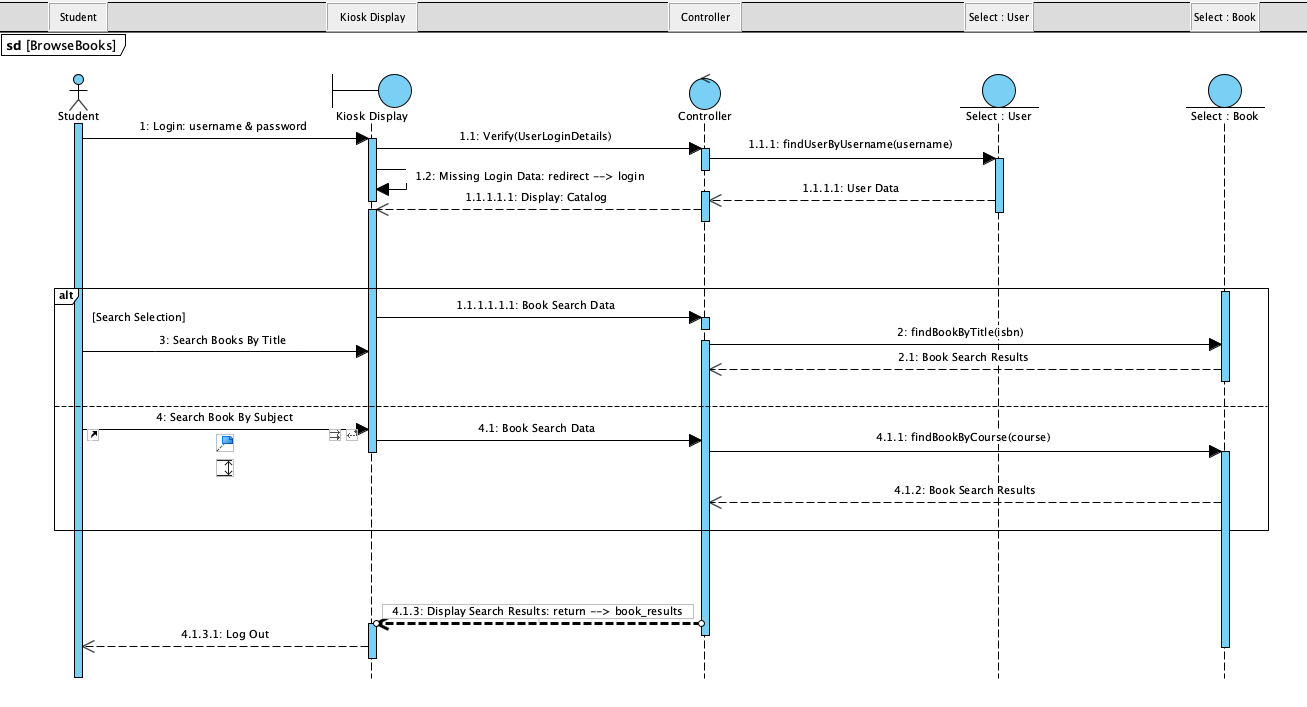 Student
Kiosk Display
Controller
Select : User
Select : Book
sd [BrowseBooks]
Student
Kiosk Display
Controller
Select : User
Select : Book
1: Login: username & password
1.1: Verify(UserLoginDetails)
1.1.1: findUserByUsername(username)
1.2: Missing Login Data: redirect --> login
1.1.1.1: User Data
1.1.1.1.1: Display: Catalog
alt
[Search Selection]
1.1.1.1.1.1: Book Search Data
3: Search Books By Title
2: findBookByTitle(isbn)
2.1: Book Search Results
4: Search Book By Subject
4.1: Book Search Data
4.1.1: findBookByCourse(course)
4.1.2: Book Search Results
4.1.3: Display Search Results: return --> book_results
4.1.3.1: Log Out